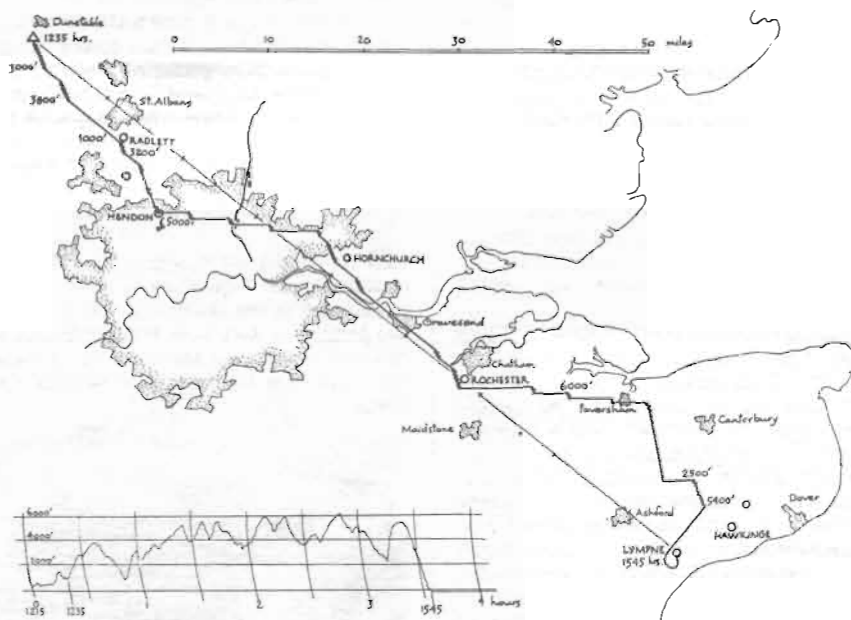 Dunstable
1235 hrs.
0 10 20 30 40 50 miles
3000'
3800'
St. Albans
1000'
RADLETT
3200'
HENDON
5000'
HORNCHURCH
Gravesend
Chatham
ROCHESTER
6000'
Faversham
Maidstone
Canterbury
2500'
5400'
Ashford
Dover
HAWKINGE
LYMPNE
1545 hrs.
6000'
4000'
2000'
0 1 2 3 4 hours
1215 1235 1545